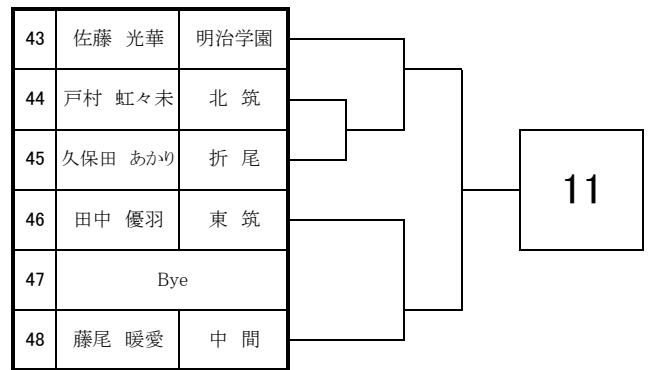 43 佐藤 光華 明治学園
44 戸村 虹々未 北 筑
45 久保田 あかり 折 尾
46 田中 優羽 東 筑
47 Bye
48 藤尾 暖愛 中 間
11